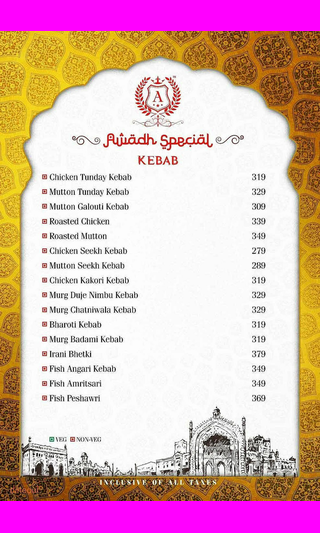 A
Awadh Special
KEBAB
Chicken Tunday Kebab 319
Mutton Tunday Kebab 329
Mutton Galouti Kebab 309
Roasted Chicken 339
Roasted Mutton 349
Chicken Seekh Kebab 279
Mutton Seekh Kebab 289
Chicken Kakori Kebab 319
Murg Duje Nimbu Kebab 329
Murg Chatniwala Kebab 329
Bharoti Kebab 319
Murg Badami Kebab 319
Irani Bhetki 379
Fish Angari Kebab 349
Fish Amritsari 349
Fish Peshawri 369
VEG NON-VEG
INCLUSIVE OF ALL TAXES